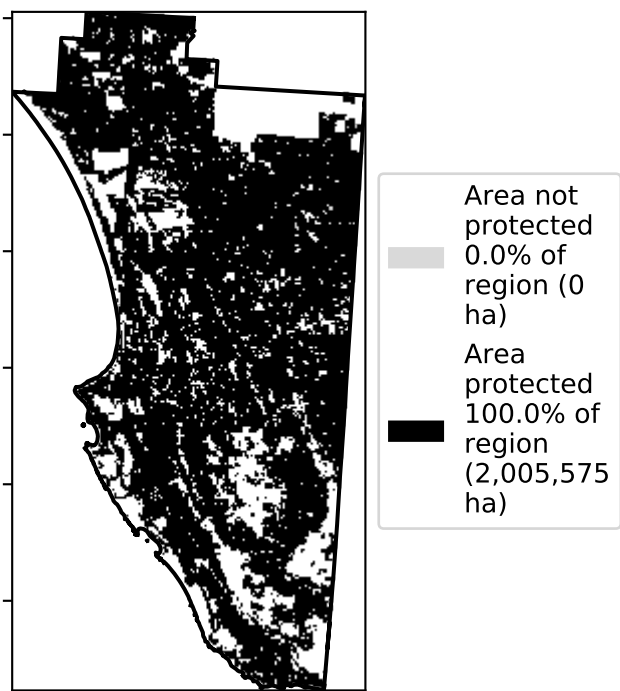 Area not
protected
0.0% of
region (0
ha)
Area
protected
100.0% of
region
(2,005,575
ha)